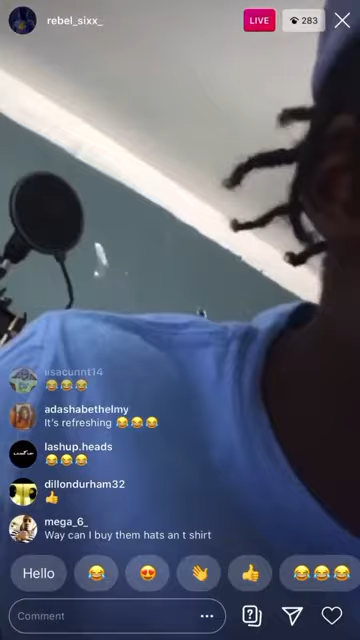 rebel_sixx_
LIVE
283
lisacunnt14
😂😂😂
adashabethelmy
It's refreshing 😂😂😂
lashup.heads
😂😂😂
dillondurham32
👍
mega_6_
Way can I buy them hats an t shirt
Hello 😂 😍 👋 👍 😂😂😂
Comment